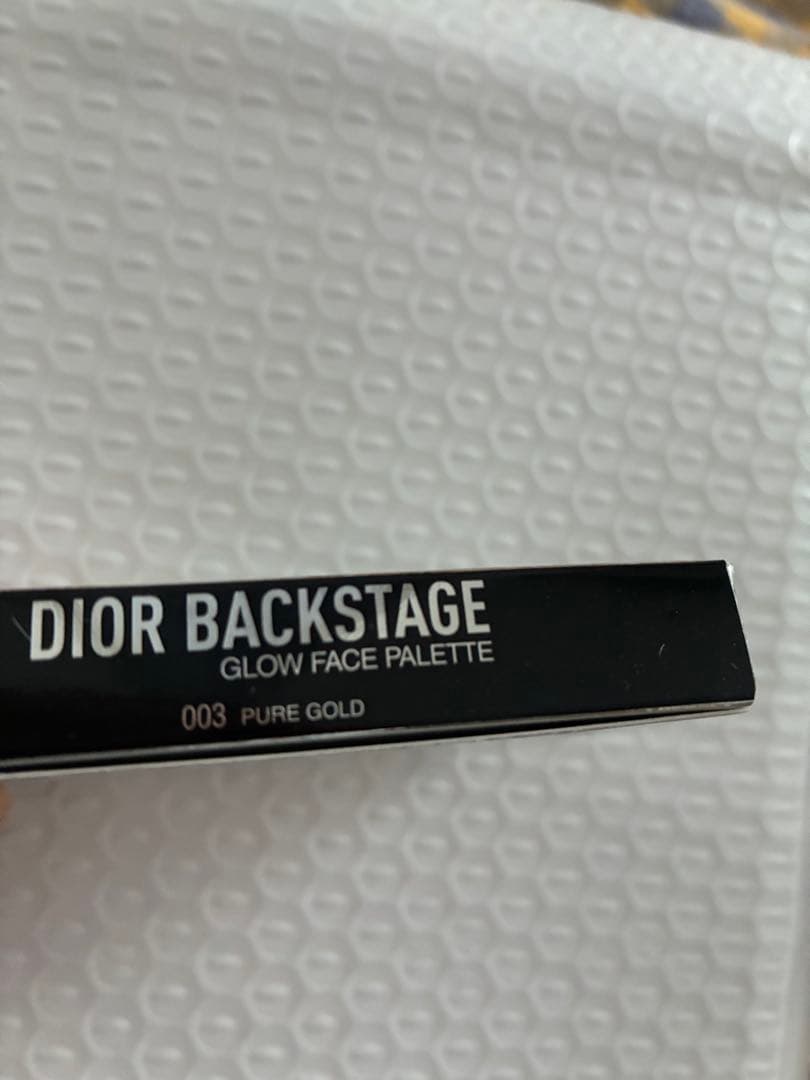 DIOR BACKSTAGE
GLOW FACE PALETTE
003 PURE GOLD